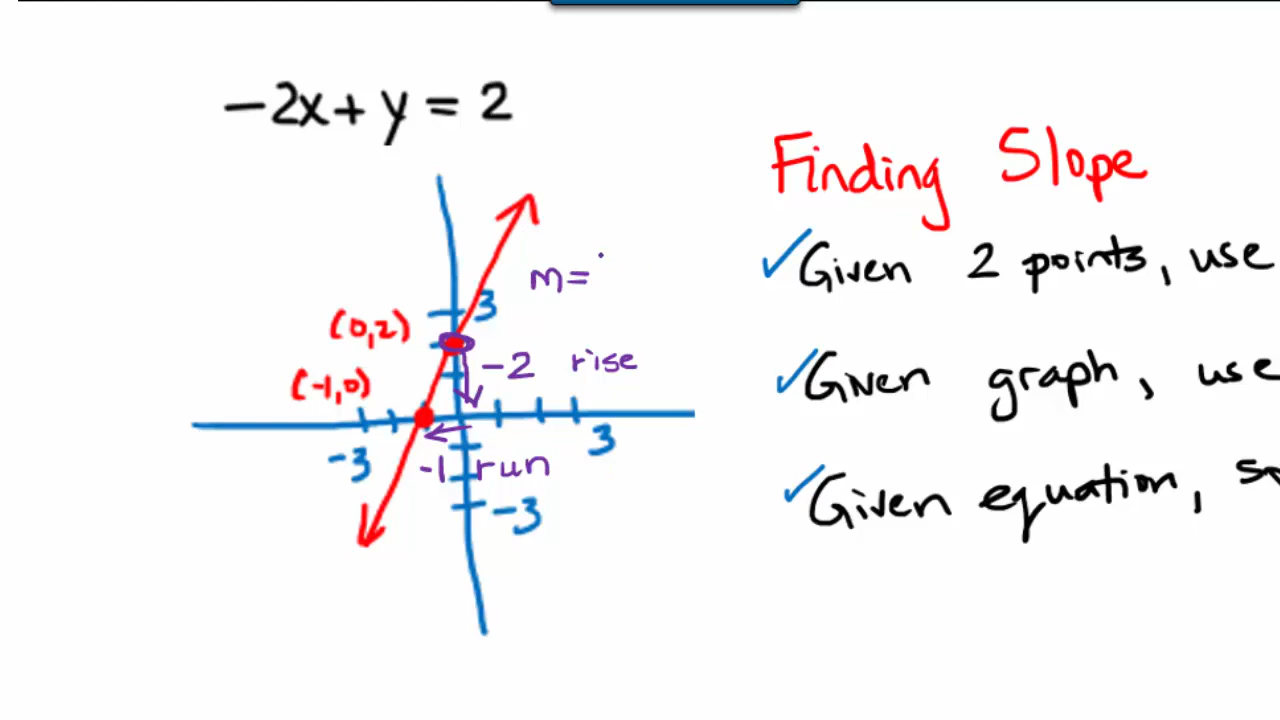 -2x + y = 2
Finding Slope
✓ Given 2 points, use
m=
3
(0,2)
-2 rise
(-1,0)
✓ Given graph, use
3
-3
-1 run
✓ Given equation,
-3